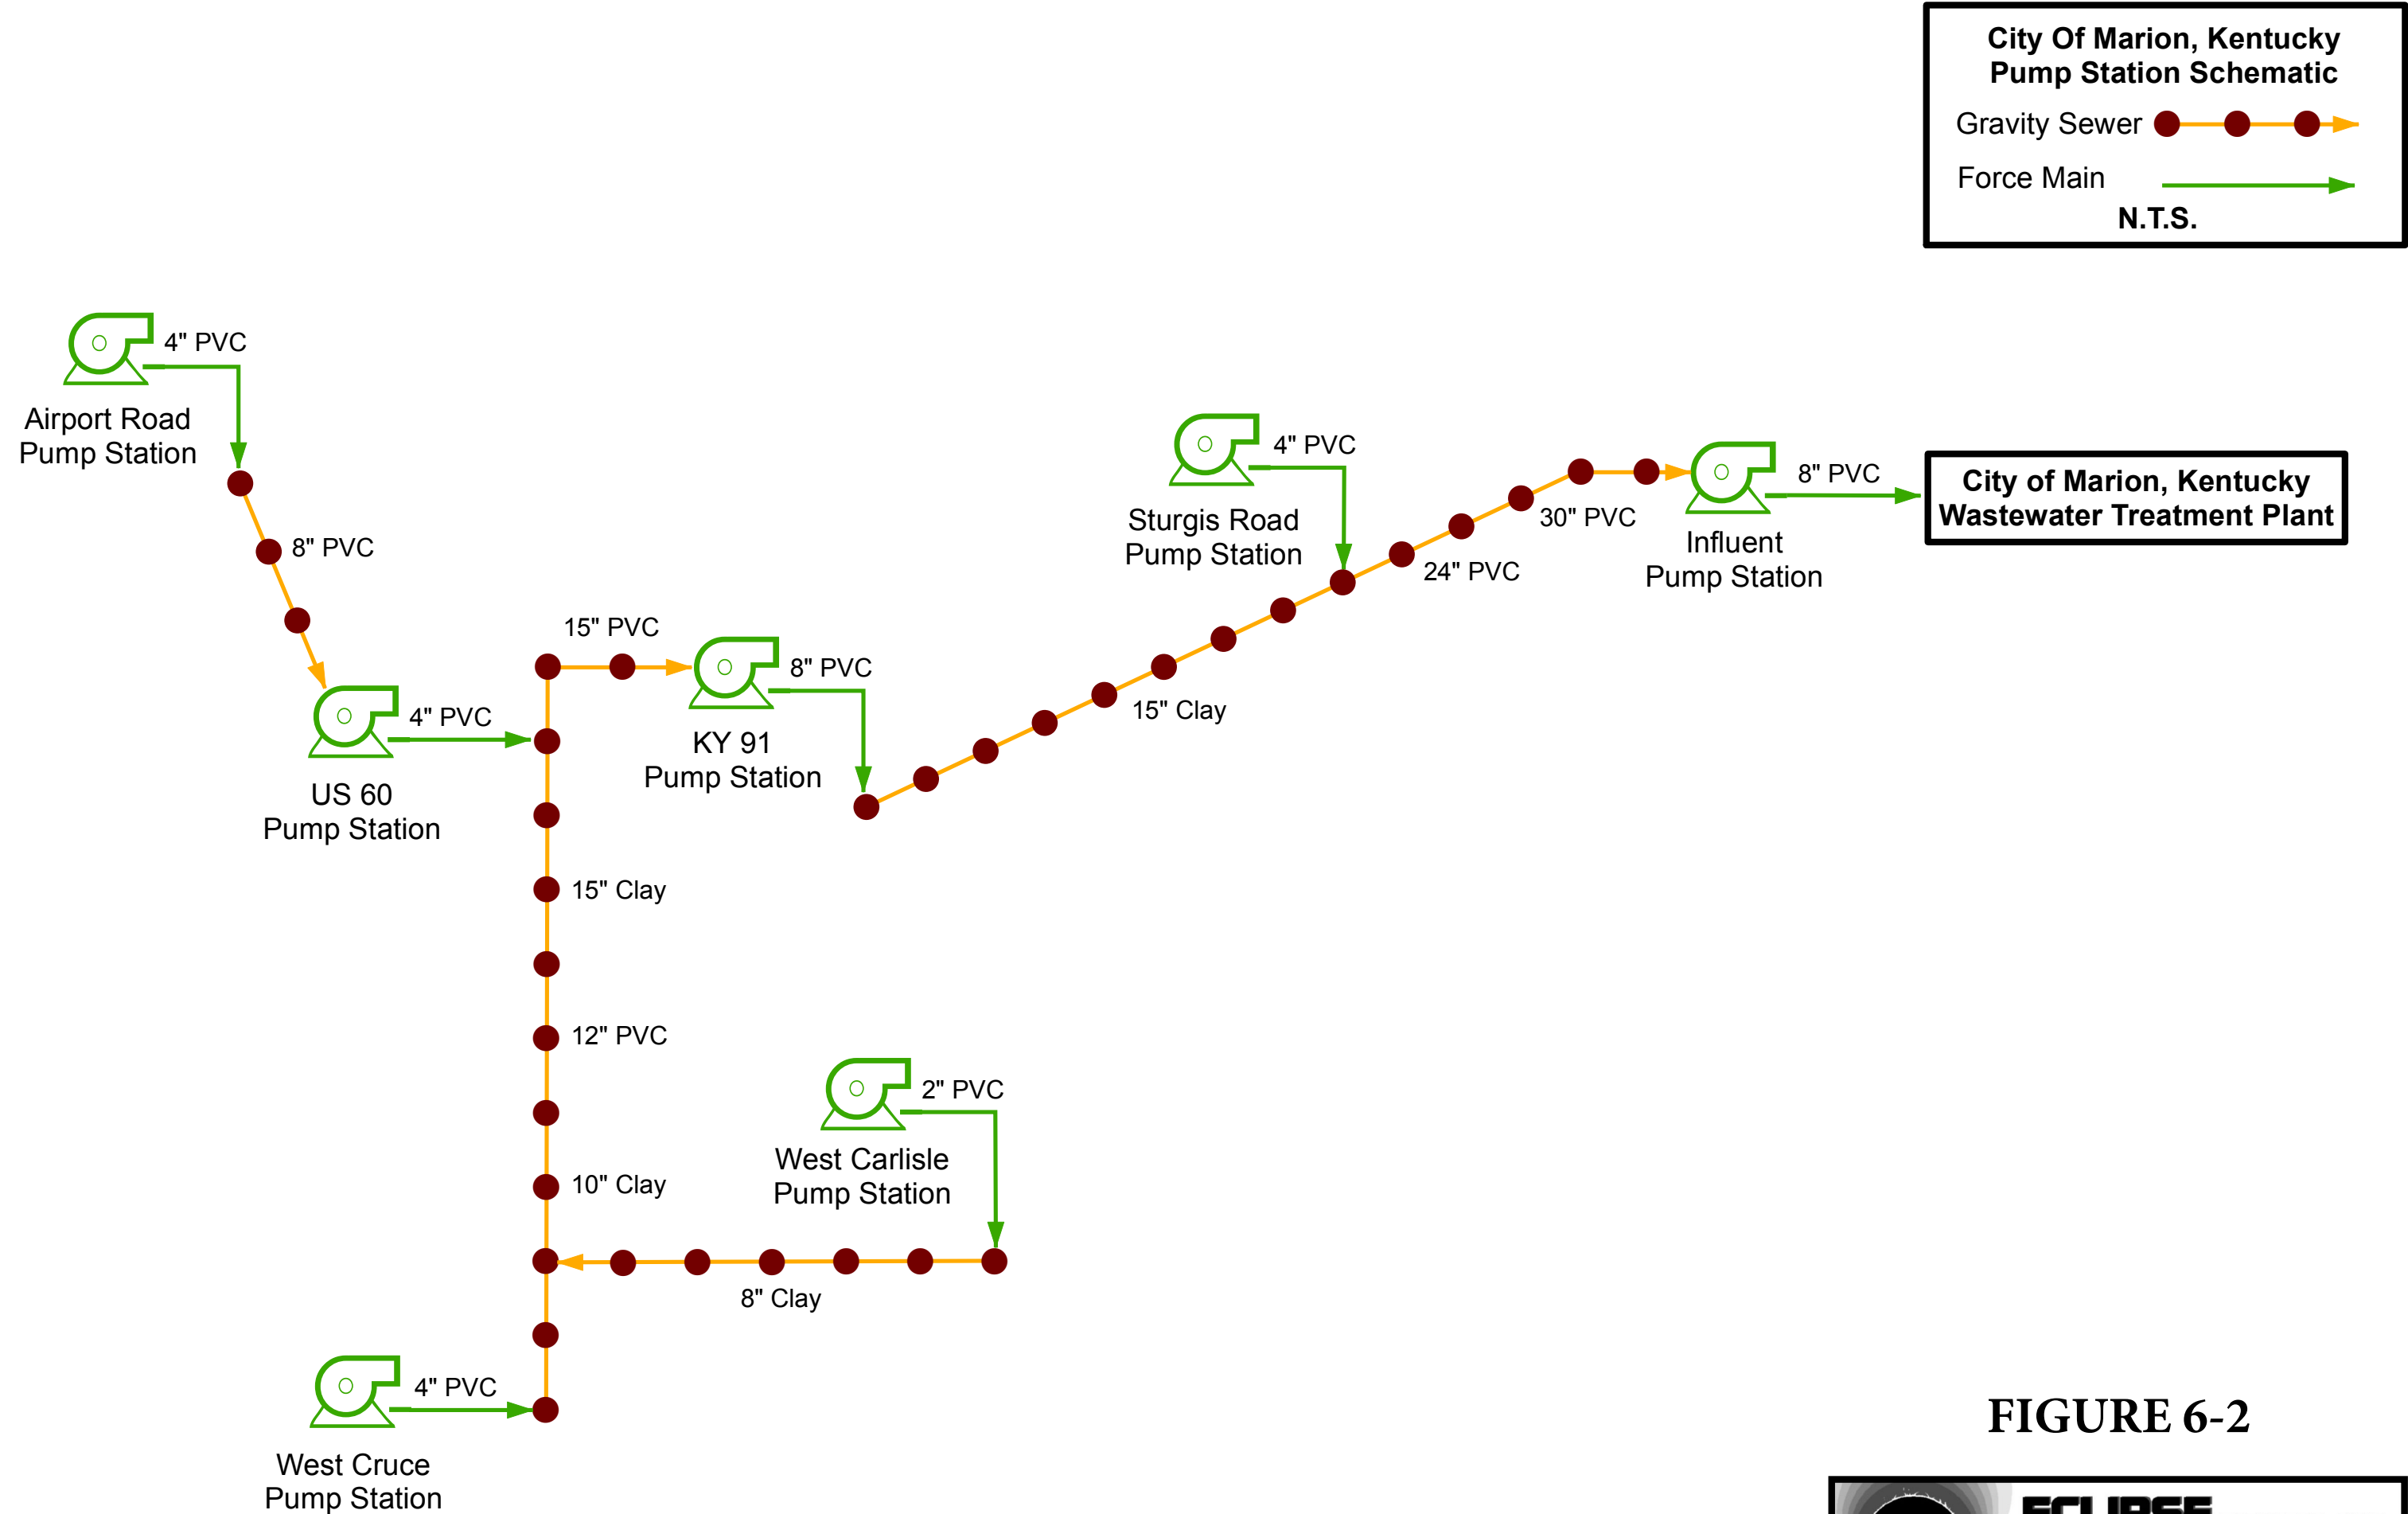 City Of Marion, Kentucky
Pump Station Schematic
Gravity Sewer
Force Main
N.T.S.
4" PVC
Airport Road
Pump Station
8" PVC
4" PVC
US 60
Pump Station
15" PVC
8" PVC
KY 91
Pump Station
4" PVC
Sturgis Road
Pump Station
15" Clay
24" PVC
30" PVC
Influent
Pump Station
8" PVC
City of Marion, Kentucky
Wastewater Treatment Plant
15" Clay
12" PVC
10" Clay
2" PVC
West Carlisle
Pump Station
8" Clay
4" PVC
West Cruce
Pump Station
FIGURE 6-2
ECLIPSE